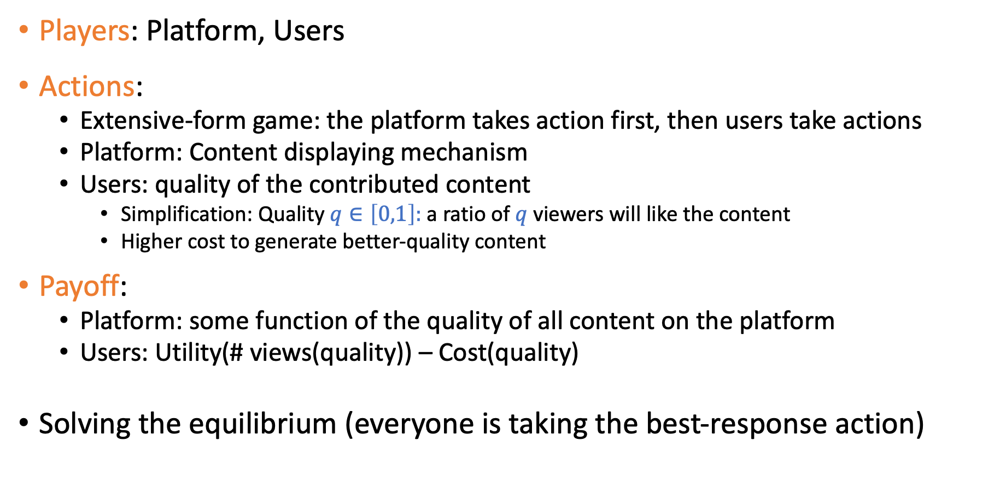 • Players: Platform, Users
• Actions:
• Extensive-form game: the platform takes action first, then users take actions
• Platform: Content displaying mechanism
• Users: quality of the contributed content
• Simplification: Quality q ∈ [0,1]: a ratio of q viewers will like the content
• Higher cost to generate better-quality content
• Payoff:
• Platform: some function of the quality of all content on the platform
• Users: Utility(# views(quality)) – Cost(quality)
• Solving the equilibrium (everyone is taking the best-response action)